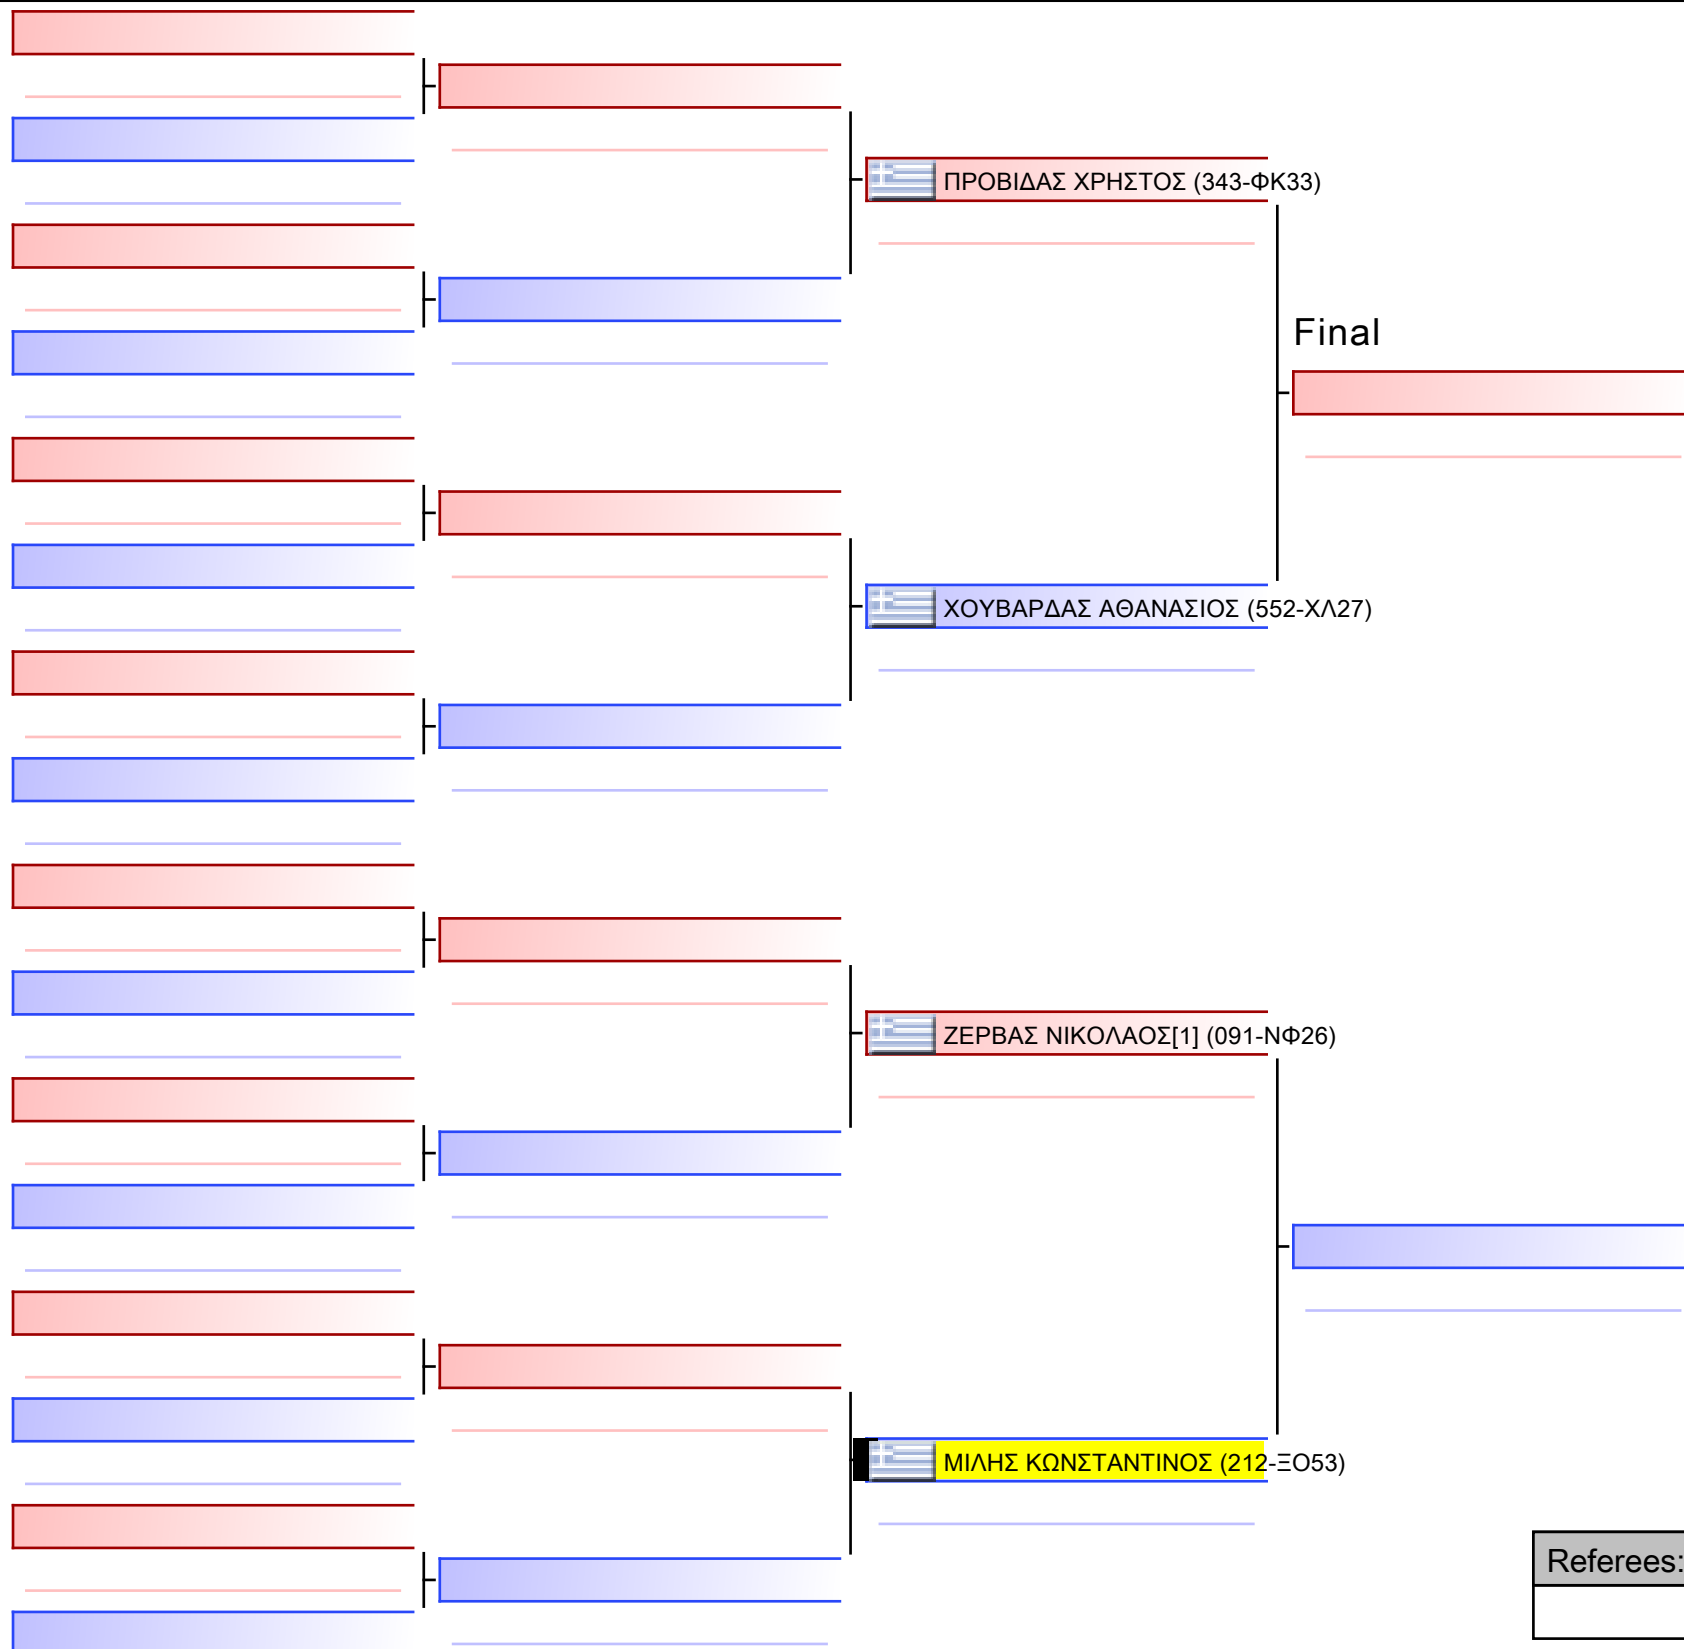 ΠΡΟΒΙΔΑΣ ΧΡΗΣΤΟΣ (343-ΦΚ33)
Final
ΧΟΥΒΑΡΔΑΣ ΑΘΑΝΑΣΙΟΣ (552-ΧΛ27)
ΖΕΡΒΑΣ ΝΙΚΟΛΑΟΣ[1] (091-ΝΦ26)
ΜΙΛΗΣ ΚΩΝΣΤΑΝΤΙΝΟΣ (212-ΞΟ53)
Referees: